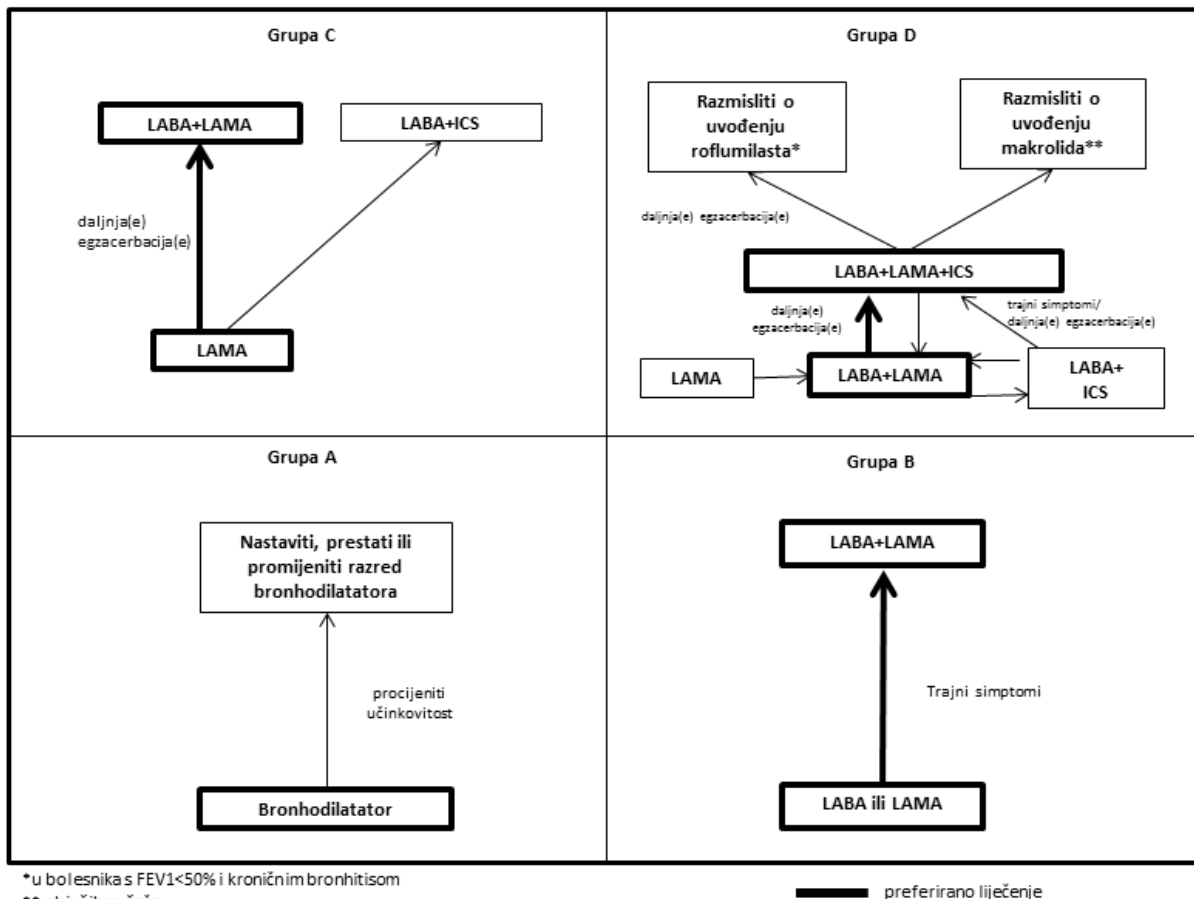 Grupa C
LABA+LAMA
LABA+ICS
daljnja(e)
egzacerbacija(e)
LAMA
Grupa D
Razmisliti o
uvođenju
roflumilasta*
Razmisliti o
uvođenju
makrolida**
daljnja(e) egzacerbacija(e)
LABA+LAMA+ICS
daljnja(e)
egzacerbacija(e)
trajni simptomi/
daljnja(e) egzacerbacija(e)
LAMA
LABA+LAMA
LABA+
ICS
Grupa A
Nastaviti, prestati ili
promijeniti razred
bronhodilatatora
procijeniti
učinkovitost
Bronhodilatator
Grupa B
LABA+LAMA
Trajni simptomi
LABA ili LAMA
*u bolesnika s FEV1<50% i kroničnim bronhitisom
preferirano liječenje